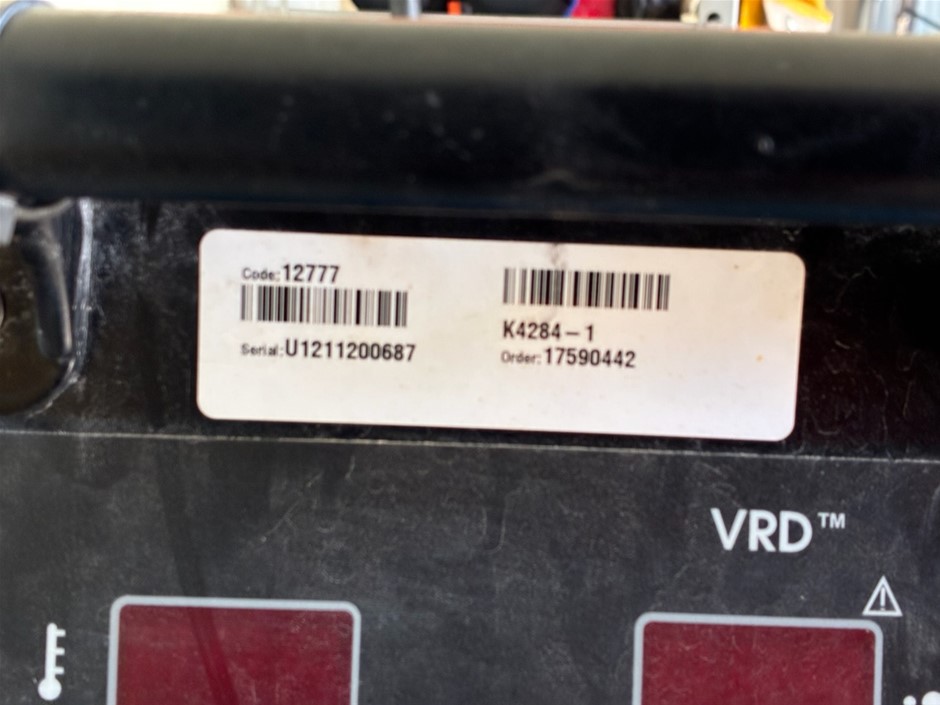 Code: 12777
Serial: U1211200687
K4284-1
Order: 17590442
VRD™